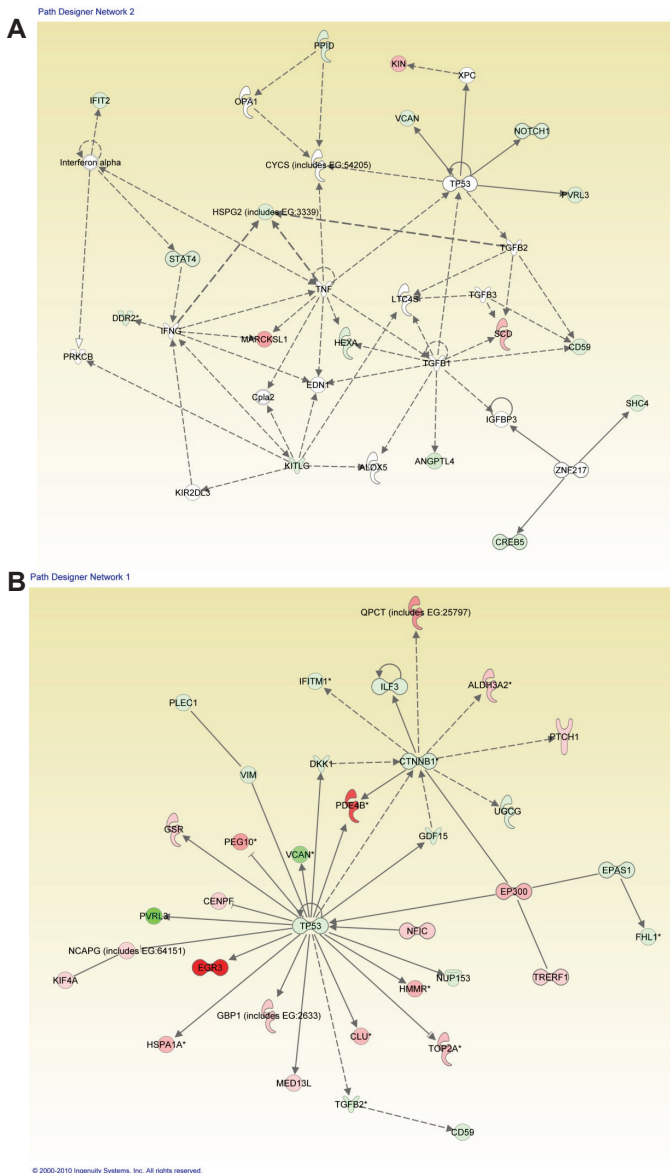 Path Designer Network 2
A
PPID
KIN
XPC
IFIT2
OPA1
VCAN
NOTCH1
Interferon alpha
CYCS (includes EG:54205)
TP53
PVRL3
HSPG2 (includes EG:3339)
TGFB2
STAT4
TNF
LTC4S
TGFB3
DDR2*
IFNG
MARCKSL1
HEXA
SCD
CD59
PRKCB
TGFB1
EDN1
Cpla2
IGFBP3
SHC4
KITLG
ALOX5
ANGPTL4
ZNF217
KIR2DL3
CREB5
B
Path Designer Network 1
QPCT (includes EG:25797)
IFITM1*
ILF3
ALDH3A2*
PLEC1
PTCH1
DKK1
CTNNB1*
VIM
PDE4B*
UGCG
GSR
GDF15
PEG10*
VCAN*
EPAS1
CENPF
EP300
PVRL3
TP53
NFIC
FHL1*
NCAPG (includes EG:64151)
KIF4A
EGR3
NUP153
TRERF1
HMMR*
GBP1 (includes EG:2633)
HSPA1A*
CLU*
TOP2A*
MED13L
TGFB2*
CD59
© 2000-2010 Ingenuity Systems, Inc. All rights reserved.